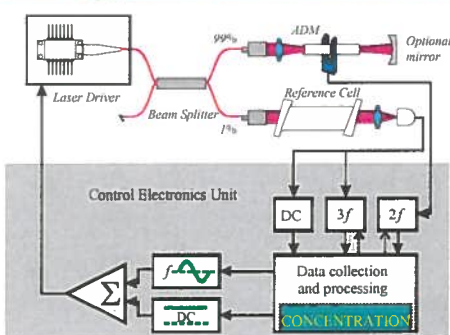 99%
ADM
Optional
mirror
Laser Driver
Beam Splitter
Reference Cell
1%
Control Electronics Unit
DC
3f
2f
f
Σ
DC
Data collection
and processing
CONCENTRATION